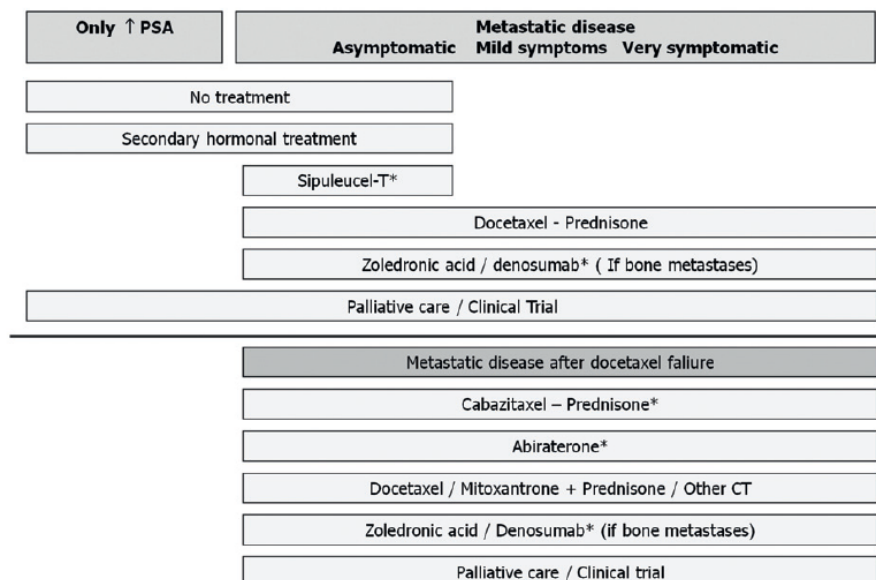 Only ↑ PSA
Metastatic disease
Asymptomatic Mild symptoms Very symptomatic
No treatment
Secondary hormonal treatment
Sipuleucel-T*
Docetaxel - Prednisone
Zoledronic acid / denosumab* ( If bone metastases)
Palliative care / Clinical Trial
Metastatic disease after docetaxel faliure
Cabazitaxel – Prednisone*
Abiraterone*
Docetaxel / Mitoxantrone + Prednisone / Other CT
Zoledronic acid / Denosumab* (if bone metastases)
Palliative care / Clinical trial